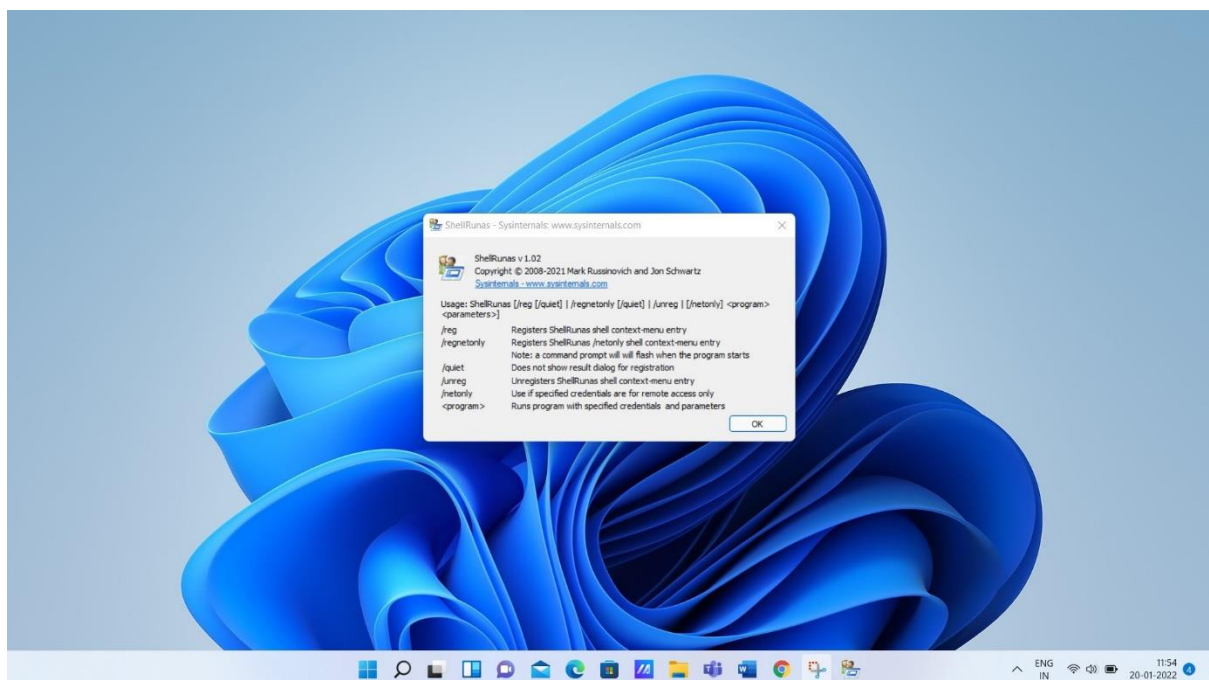 ShellRunas - Sysinternals: www.sysinternals.com
ShellRunas v1.02
Copyright © 2008-2021 Mark Russinovich and Jon Schwartz
Sysinternals - www.sysinternals.com
Usage: ShellRunas [/reg [/quiet] | /regnetonly [/quiet] | /unreg | [/netonly] <program>
<parameters>]
/reg Registers ShellRunas shell context-menu entry
/regnetonly Registers ShellRunas /netonly shell context-menu entry
Note: a command prompt will will flash when the program starts
/quiet Does not show result dialog for registration
/unreg Unregisters ShellRunas shell context-menu entry
/netonly Use if specified credentials are for remote access only
<program> Runs program with specified credentials and parameters
OK
ENG
IN
11:54
20-01-2022
4